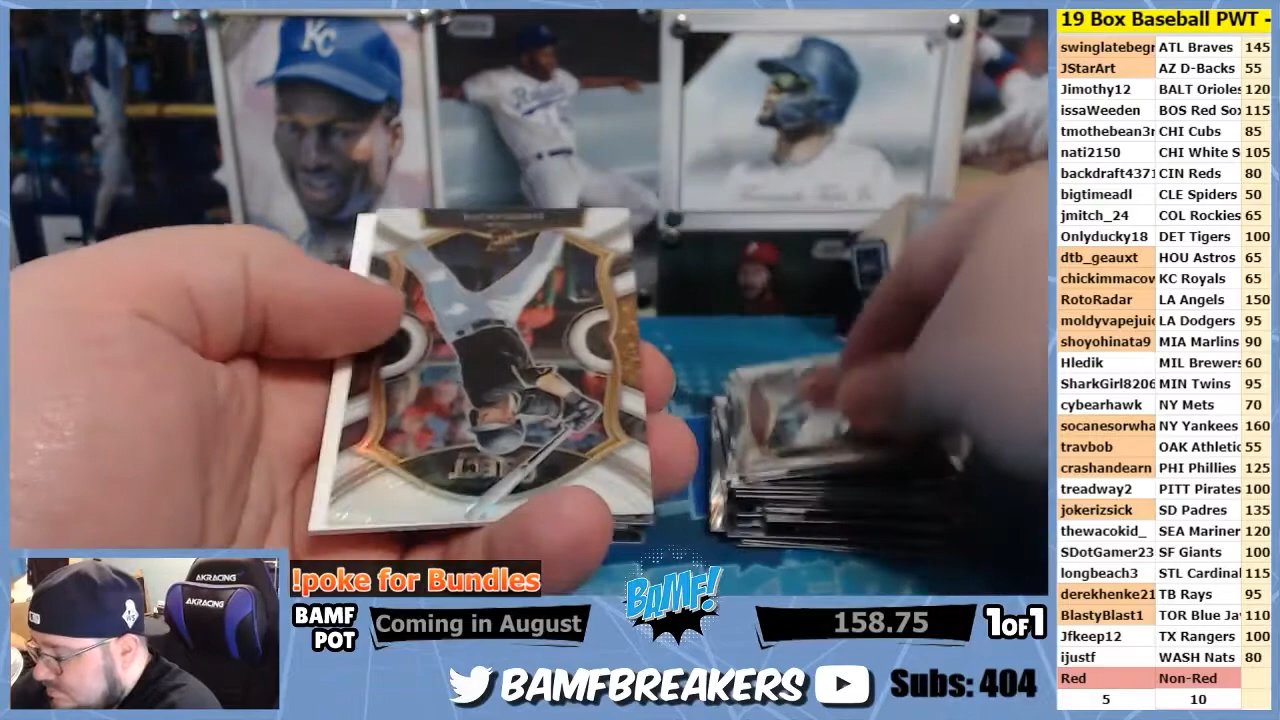 KC
Royals
Select
AKRACING
AKRACING
!poke for Bundles
BAMF
POT
Coming in August
BAMF!
158.75
1OF1
BAMFBREAKERS
Subs: 404
19 Box Baseball PWT -
swinglatebegr ATL Braves 145
JStarArt AZ D-Backs 55
Jimothy12 BALT Orioles 120
issaWeeden BOS Red Sox 115
tmothebean3r CHI Cubs 85
nati2150 CHI White S 105
backdraft4371 CIN Reds 80
bigtimeadl CLE Spiders 50
jmitch_24 COL Rockies 65
Onlyducky18 DET Tigers 100
dtb_geauxt HOU Astros 65
chickimmacov KC Royals 65
RotoRadar LA Angels 150
moldyvapejuic LA Dodgers 95
shoyohinata9 MIA Marlins 90
Hledik MIL Brewers 60
SharkGirl8206 MIN Twins 95
cybearhawk NY Mets 70
socanesorwha NY Yankees 160
travbob OAK Athletic 55
crashandearn PHI Phillies 125
treadway2 PITT Pirates 100
jokerizsick SD Padres 135
thewacokid_ SEA Mariner 120
SDotGamer23 SF Giants 100
longbeach3 STL Cardinal 115
derekhenke21 TB Rays 95
BlastyBlast1 TOR Blue Ja 110
Jfkeep12 TX Rangers 100
ijustf WASH Nats 80
Red Non-Red
5 10